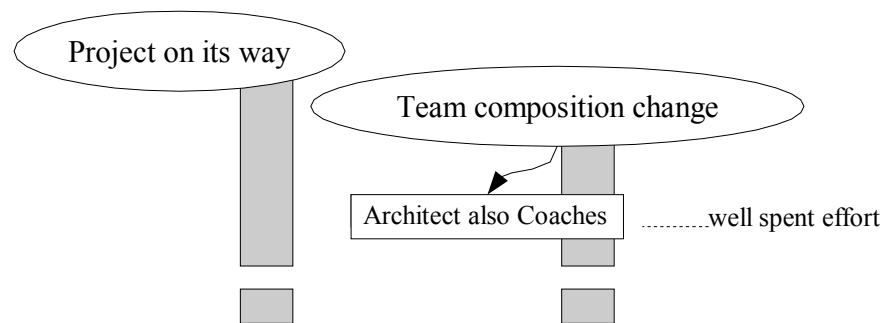 Project on its way
Team composition change
Architect also Coaches
well spent effort